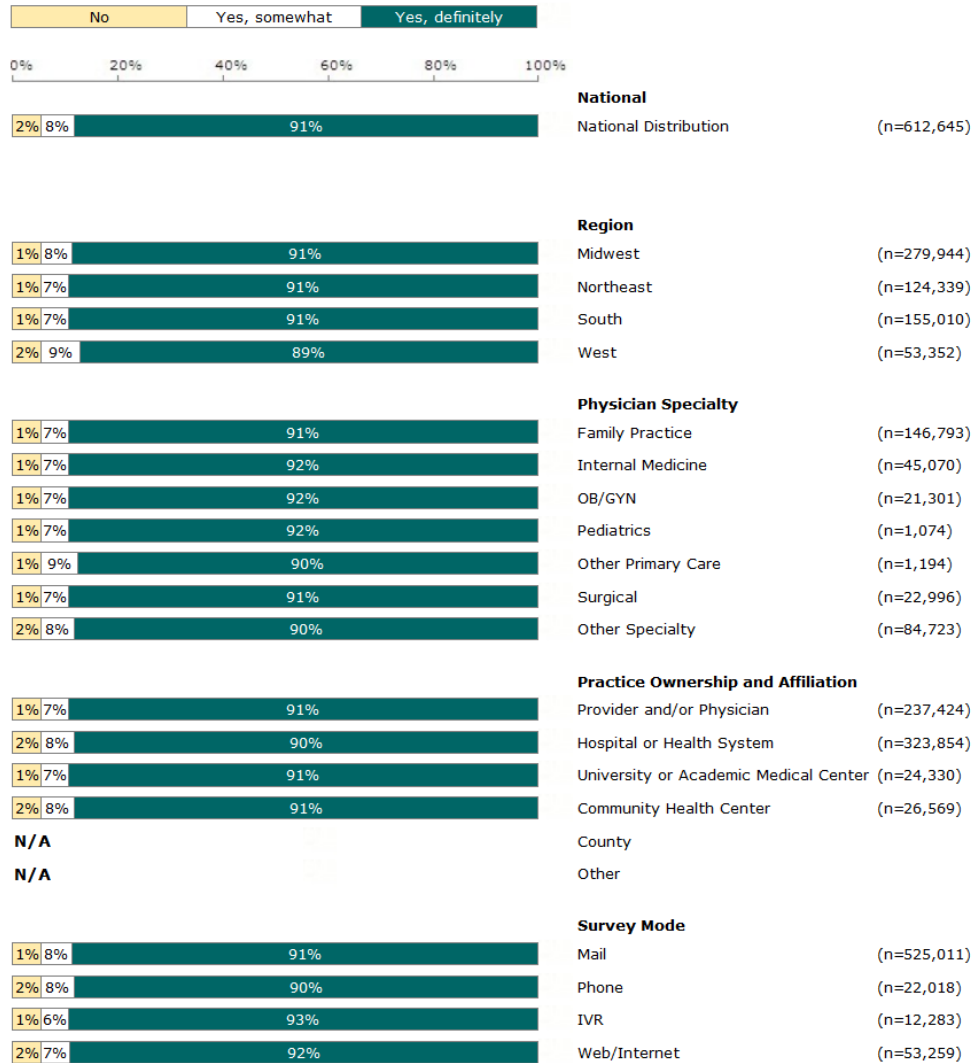 No Yes, somewhat Yes, definitely
0% 20% 40% 60% 80% 100%
National
2% 8% 91% National Distribution (n=612,645)
Region
1% 8% 91% Midwest (n=279,944)
1% 7% 91% Northeast (n=124,339)
1% 7% 91% South (n=155,010)
2% 9% 89% West (n=53,352)
Physician Specialty
1% 7% 91% Family Practice (n=146,793)
1% 7% 92% Internal Medicine (n=45,070)
1% 7% 92% OB/GYN (n=21,301)
1% 7% 92% Pediatrics (n=1,074)
1% 9% 90% Other Primary Care (n=1,194)
1% 7% 91% Surgical (n=22,996)
2% 8% 90% Other Specialty (n=84,723)
Practice Ownership and Affiliation
1% 7% 91% Provider and/or Physician (n=237,424)
2% 8% 90% Hospital or Health System (n=323,854)
1% 7% 91% University or Academic Medical Center (n=24,330)
2% 8% 91% Community Health Center (n=26,569)
N/A County
N/A Other
Survey Mode
1% 8% 91% Mail (n=525,011)
2% 8% 90% Phone (n=22,018)
1% 6% 93% IVR (n=12,283)
2% 7% 92% Web/Internet (n=53,259)